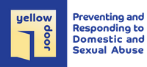 yellow
door
Preventing and
Responding to
Domestic and
Sexual Abuse